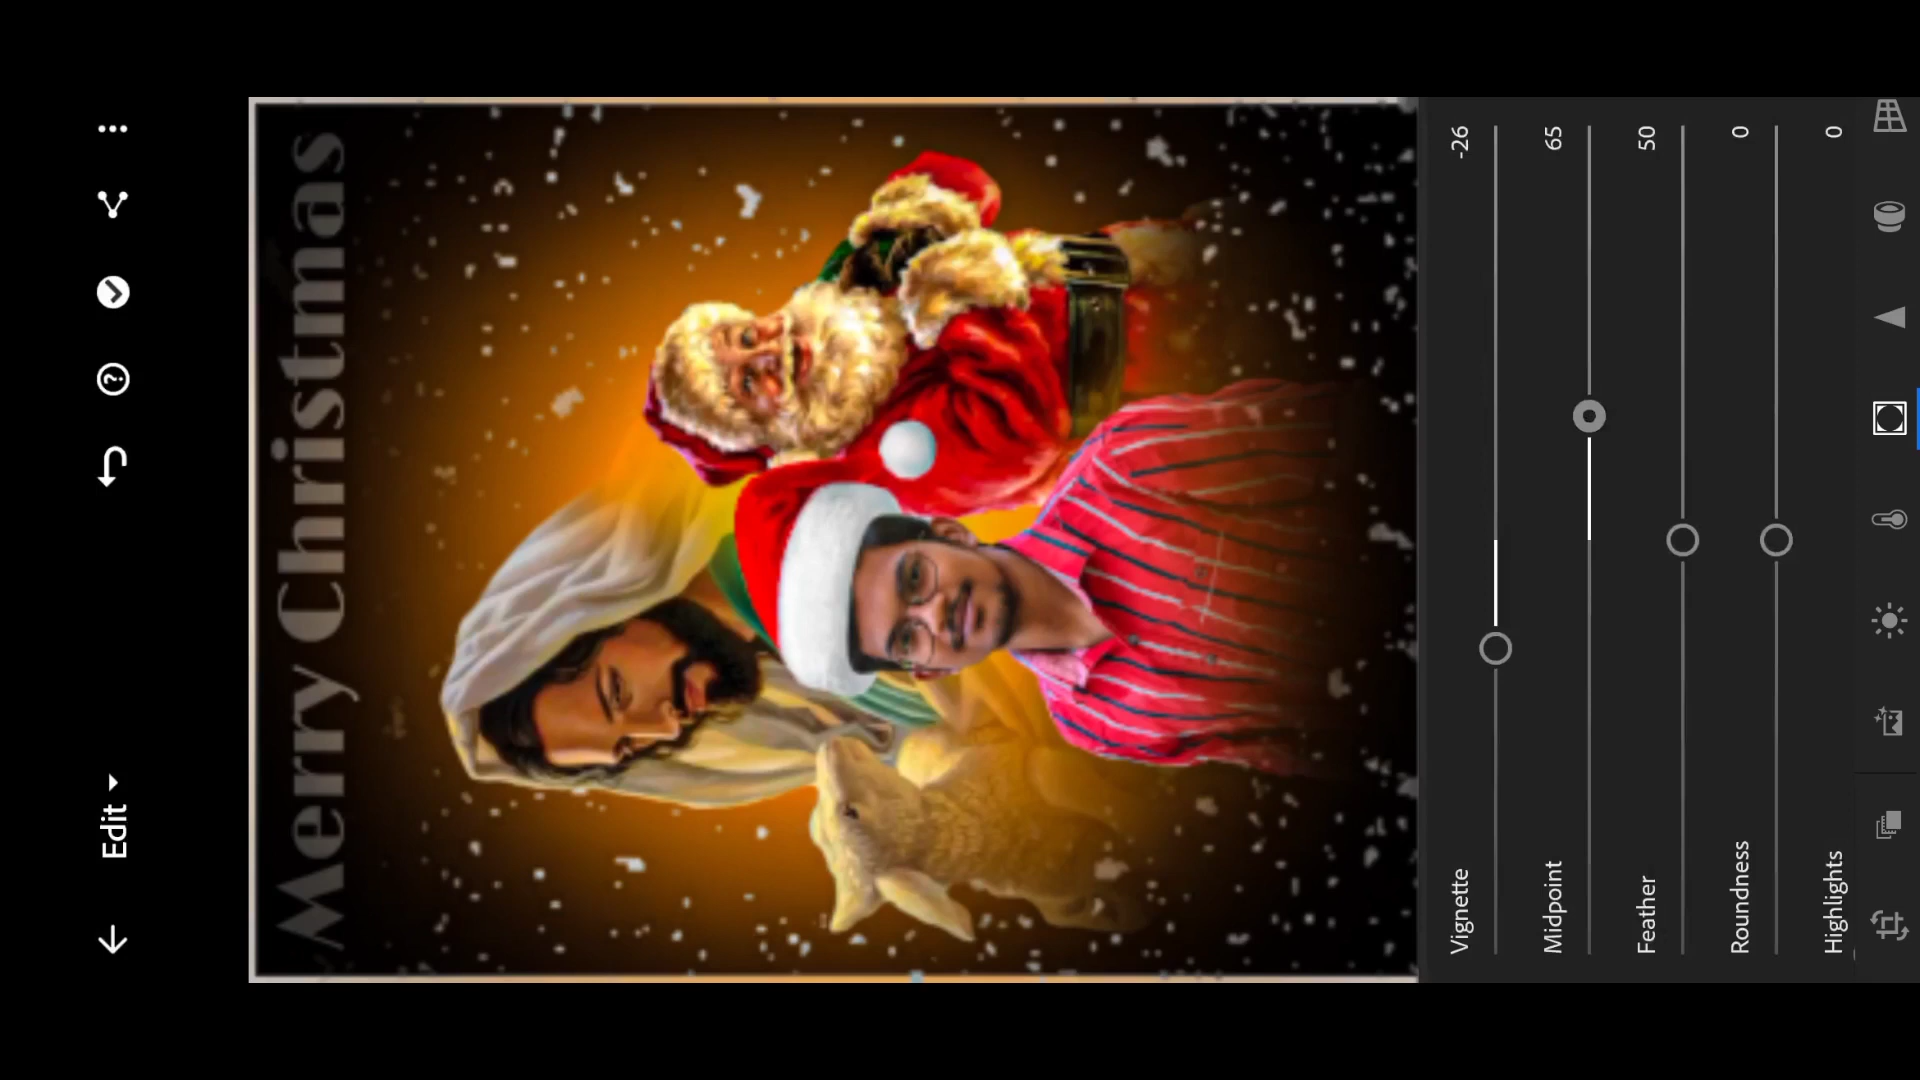 Edit
Merry Christmas
Vignette -26
Midpoint 65
Feather 50
Roundness 0
Highlights 0